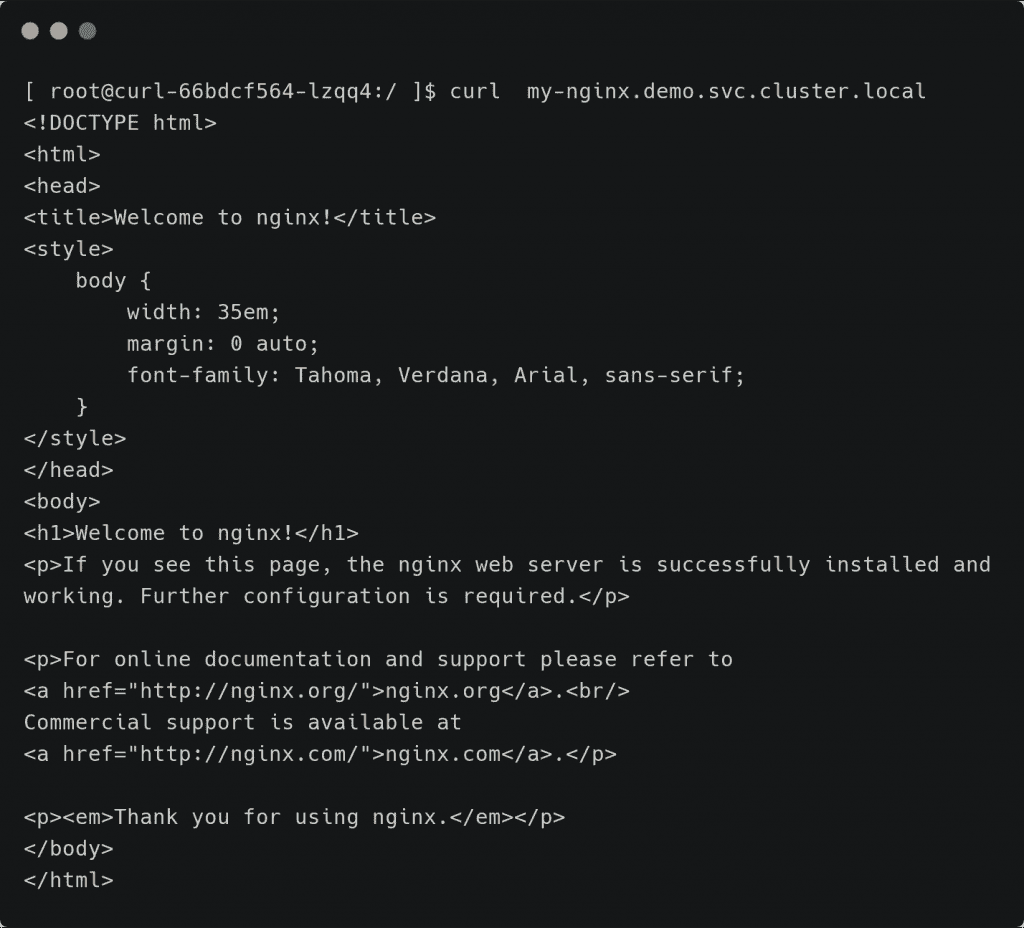 [ root@curl-66bdcf564-lzqq4:/ ]$ curl  my-nginx.demo.svc.cluster.local
<!DOCTYPE html>
<html>
<head>
<title>Welcome to nginx!</title>
<style>
    body {
        width: 35em;
        margin: 0 auto;
        font-family: Tahoma, Verdana, Arial, sans-serif;
    }
</style>
</head>
<body>
<h1>Welcome to nginx!</h1>
<p>If you see this page, the nginx web server is successfully installed and
working. Further configuration is required.</p>

<p>For online documentation and support please refer to
<a href="http://nginx.org/">nginx.org</a>.<br/>
Commercial support is available at
<a href="http://nginx.com/">nginx.com</a>.</p>

<p><em>Thank you for using nginx.</em></p>
</body>
</html>